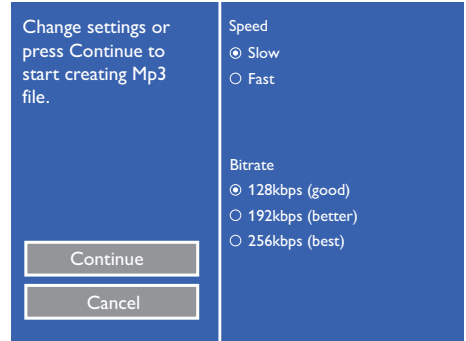 Change settings or
press Continue to
start creating Mp3
file.
Continue
Cancel
Speed
Slow
Fast
Bitrate
128kbps (good)
192kbps (better)
256kbps (best)